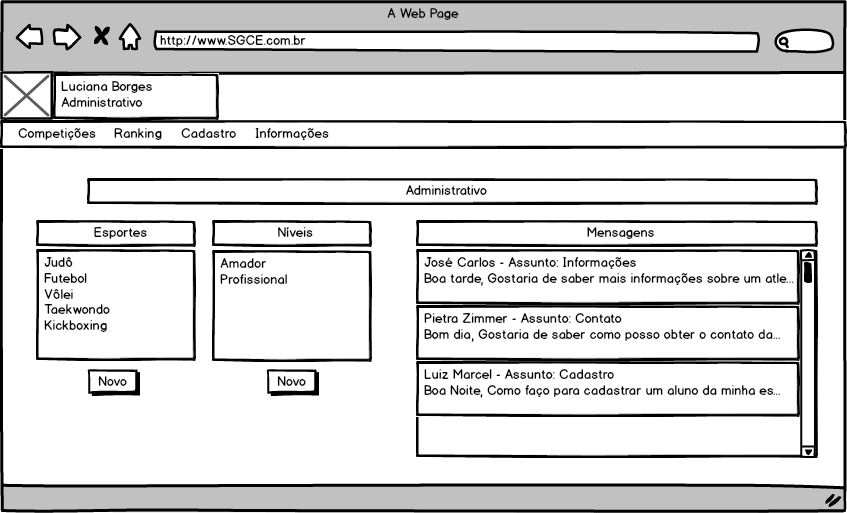 A Web Page
http://www.SGCE.com.br
Luciana Borges
Administrativo
Competições Ranking Cadastro Informações
Administrativo
Esportes
Judô
Futebol
Vôlei
Taekwondo
Kickboxing
Novo
Níveis
Amador
Profissional
Novo
Mensagens
José Carlos - Assunto: Informações
Boa tarde, Gostaria de saber mais informações sobre um atle...
Pietra Zimmer - Assunto: Contato
Bom dia, Gostaria de saber como posso obter o contato da...
Luiz Marcel - Assunto: Cadastro
Boa Noite, Como faço para cadastrar um aluno da minha es...